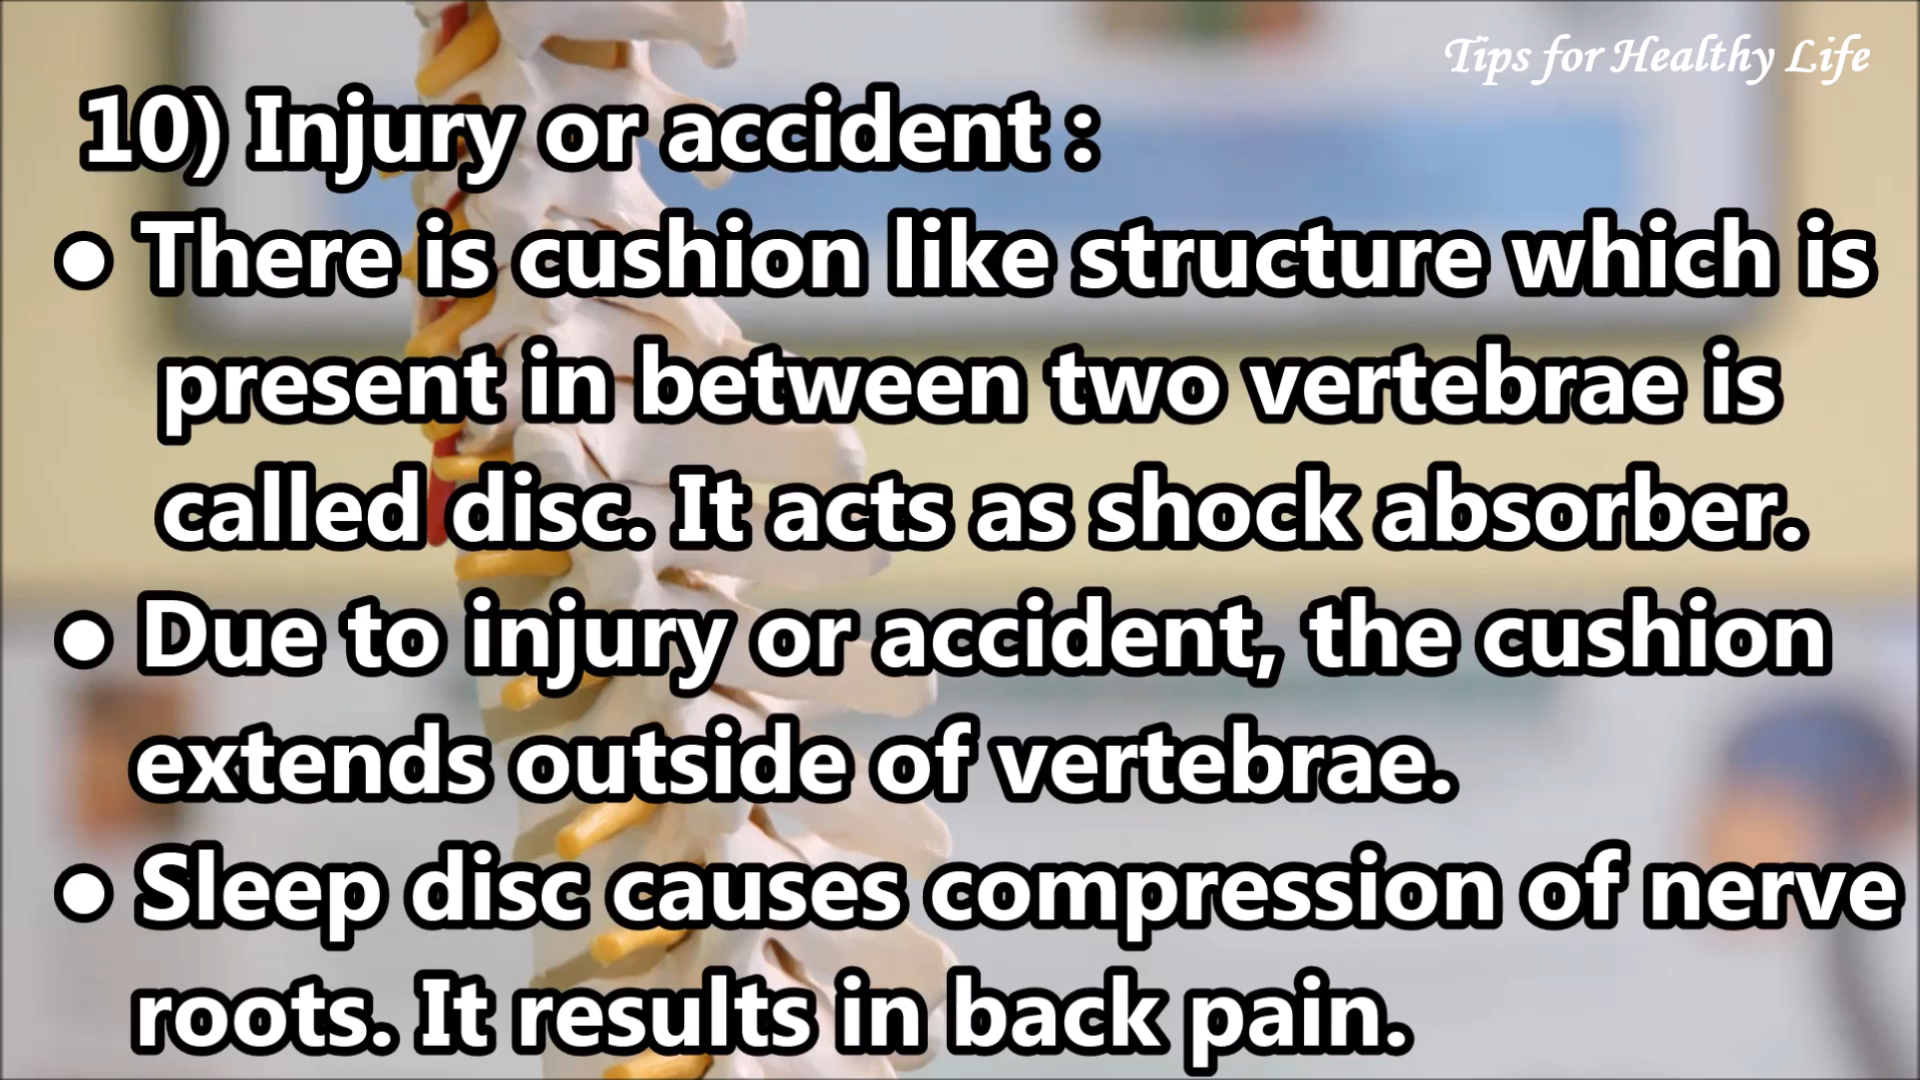 Tips for Healthy Life
10) Injury or accident :
● There is cushion like structure which is
present in between two vertebrae is
called disc. It acts as shock absorber.
● Due to injury or accident, the cushion
extends outside of vertebrae.
● Sleep disc causes compression of nerve
roots. It results in back pain.